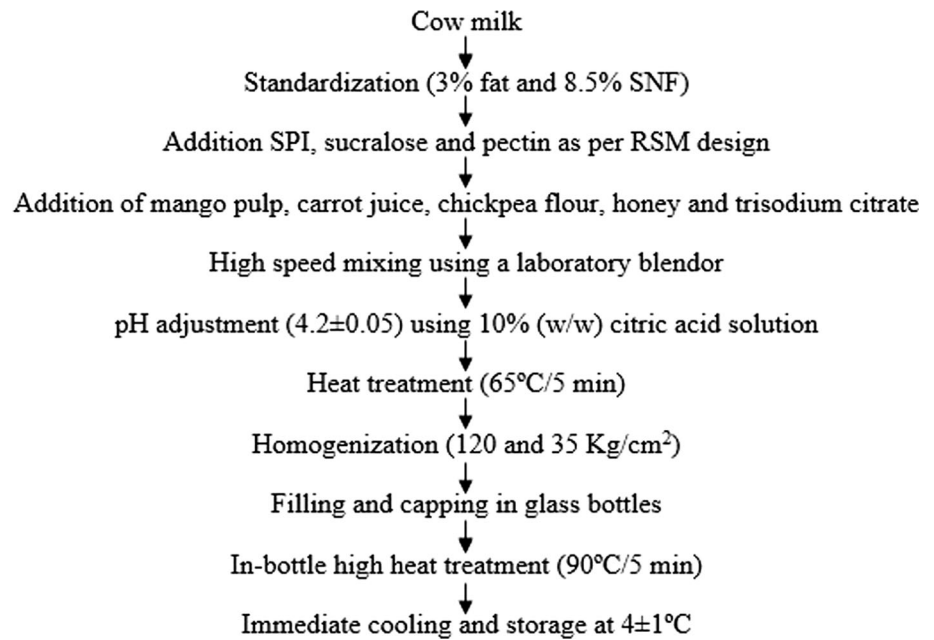 Cow milk
Standardization (3% fat and 8.5% SNF)
Addition SPI, sucralose and pectin as per RSM design
Addition of mango pulp, carrot juice, chickpea flour, honey and trisodium citrate
High speed mixing using a laboratory blendor
pH adjustment (4.2±0.05) using 10% (w/w) citric acid solution
Heat treatment (65ºC/5 min)
Homogenization (120 and 35 Kg/cm²)
Filling and capping in glass bottles
In-bottle high heat treatment (90ºC/5 min)
Immediate cooling and storage at 4±1ºC